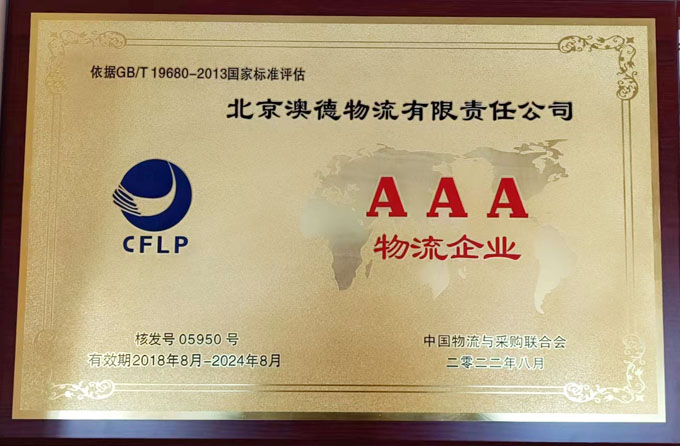 依据GB/T 19680-2013国家标准评估
北京澳德物流有限责任公司
CFLP
AAA
物流企业
核发号 05950 号
有效期2018年8月-2024年8月
中国物流与采购联合会
二零二二年八月